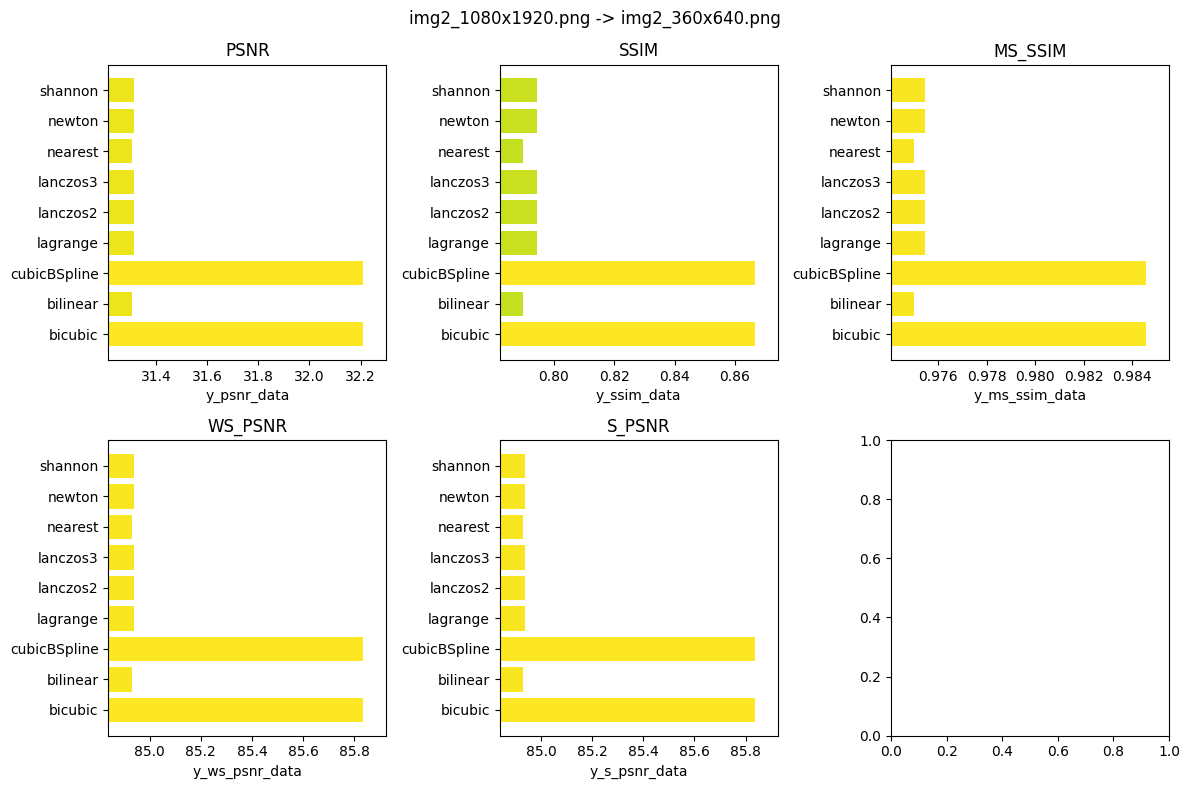 img2_1080x1920.png -> img2_360x640.png
PSNR
shannon
newton
nearest
lanczos3
lanczos2
lagrange
cubicBSpline
bilinear
bicubic
31.4 31.6 31.8 32.0 32.2
y_psnr_data
SSIM
shannon
newton
nearest
lanczos3
lanczos2
lagrange
cubicBSpline
bilinear
bicubic
0.80 0.82 0.84 0.86
y_ssim_data
MS_SSIM
shannon
newton
nearest
lanczos3
lanczos2
lagrange
cubicBSpline
bilinear
bicubic
0.976 0.978 0.980 0.982 0.984
y_ms_ssim_data
WS_PSNR
shannon
newton
nearest
lanczos3
lanczos2
lagrange
cubicBSpline
bilinear
bicubic
85.0 85.2 85.4 85.6 85.8
y_ws_psnr_data
S_PSNR
shannon
newton
nearest
lanczos3
lanczos2
lagrange
cubicBSpline
bilinear
bicubic
85.0 85.2 85.4 85.6 85.8
y_s_psnr_data
1.0
0.8
0.6
0.4
0.2
0.0
0.0 0.2 0.4 0.6 0.8 1.0